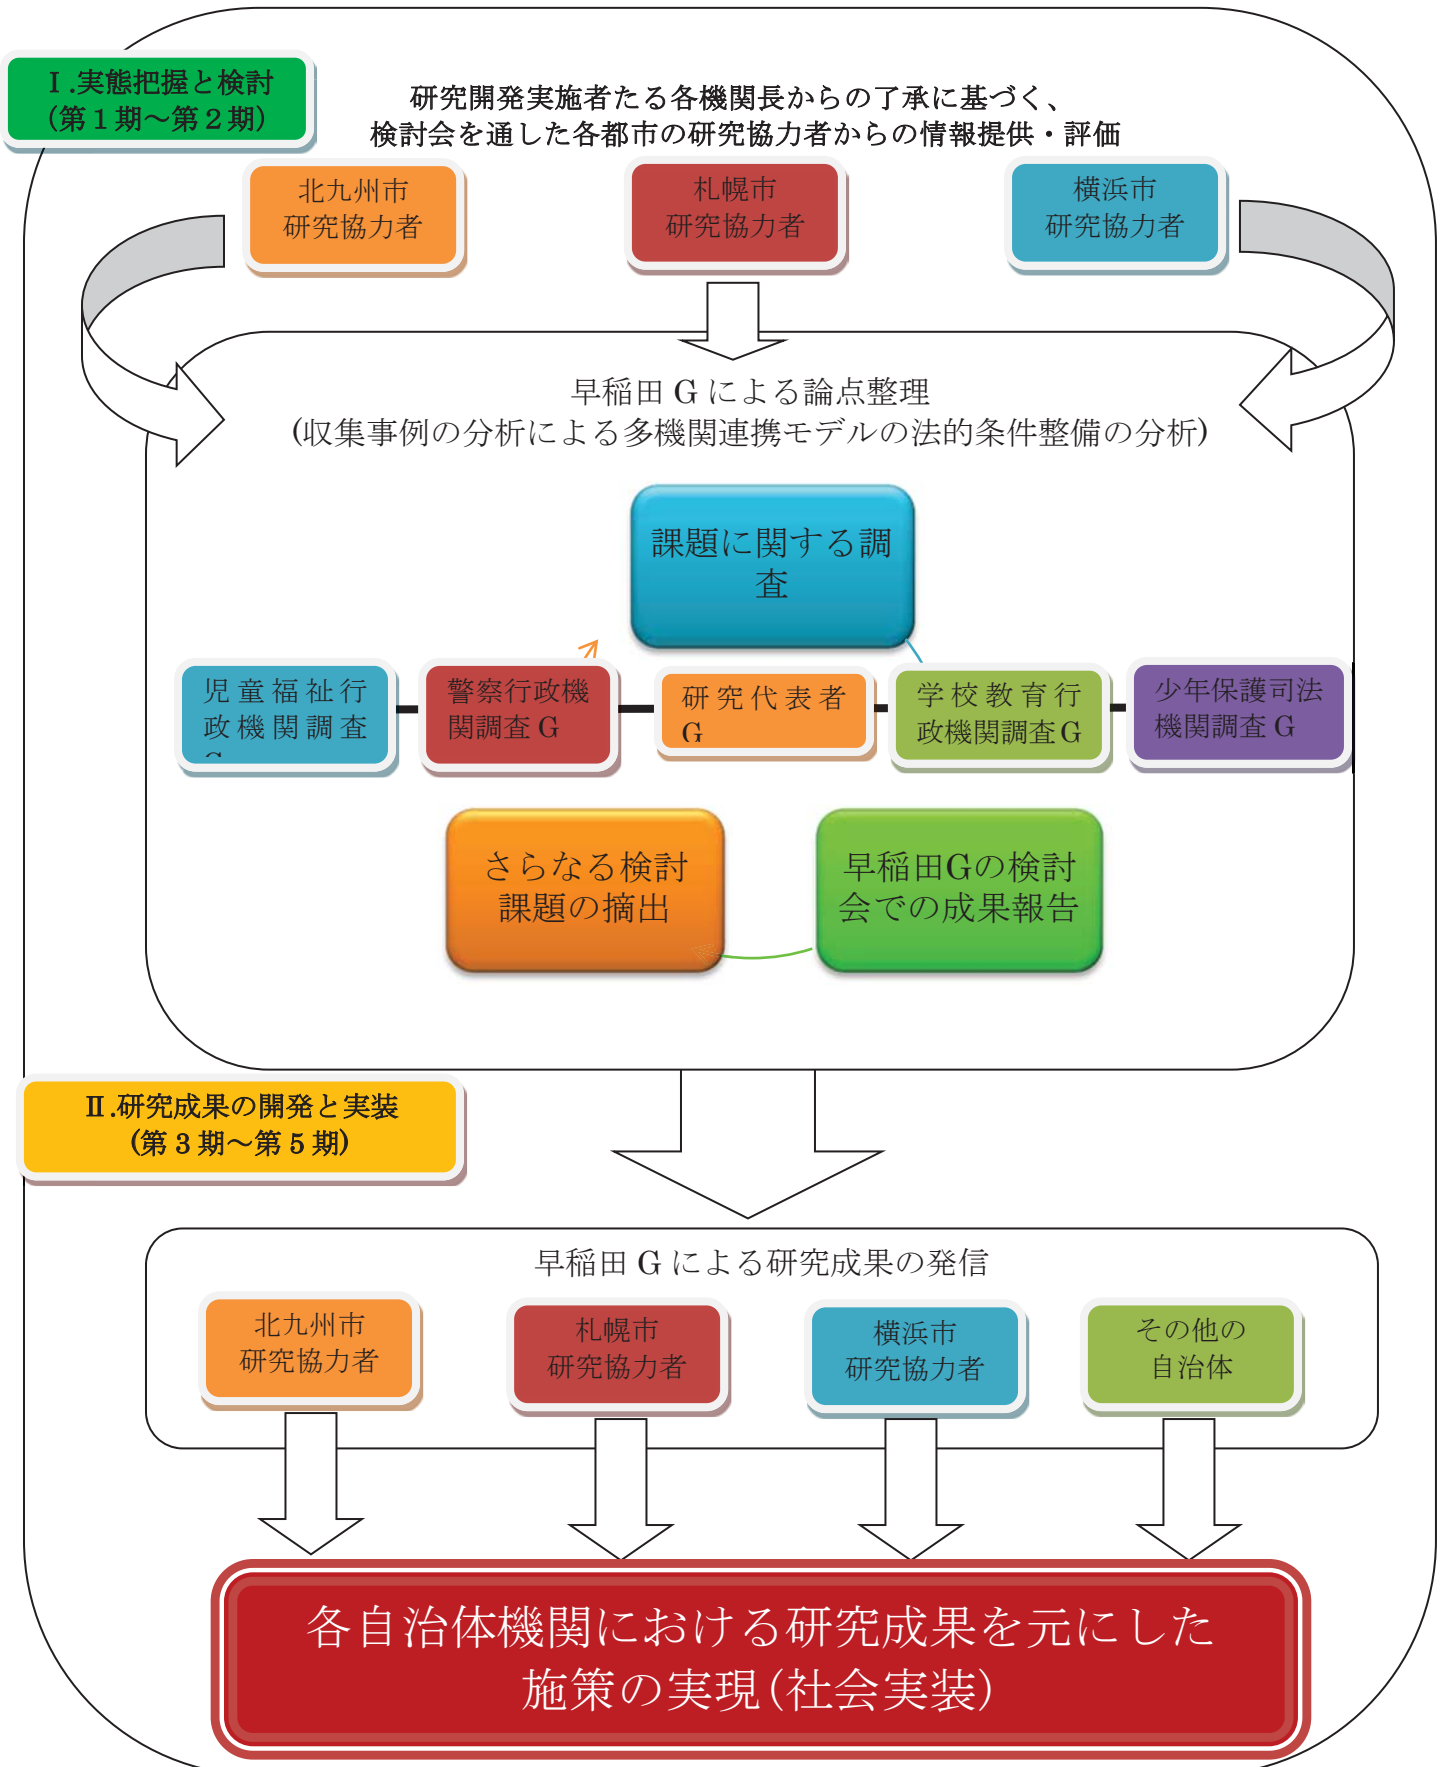 Ⅰ.実態把握と検討
(第１期～第２期)
研究開発実施者たる各機関長からの了承に基づく、
検討会を通した各都市の研究協力者からの情報提供・評価
北九州市
研究協力者
札幌市
研究協力者
横浜市
研究協力者
早稲田 G による論点整理
(収集事例の分析による多機関連携モデルの法的条件整備の分析)
課題に関する調
査
児童福祉行
政機関調査
警察行政機
関調査 G
研究代表者
G
学校教育行
政機関調査 G
少年保護司法
機関調査 G
さらなる検討
課題の摘出
早稲田Gの検討
会での成果報告
Ⅱ.研究成果の開発と実装
(第 3 期～第 5 期)
早稲田 G による研究成果の発信
北九州市
研究協力者
札幌市
研究協力者
横浜市
研究協力者
その他の
自治体
各自治体機関における研究成果を元にした
施策の実現(社会実装)